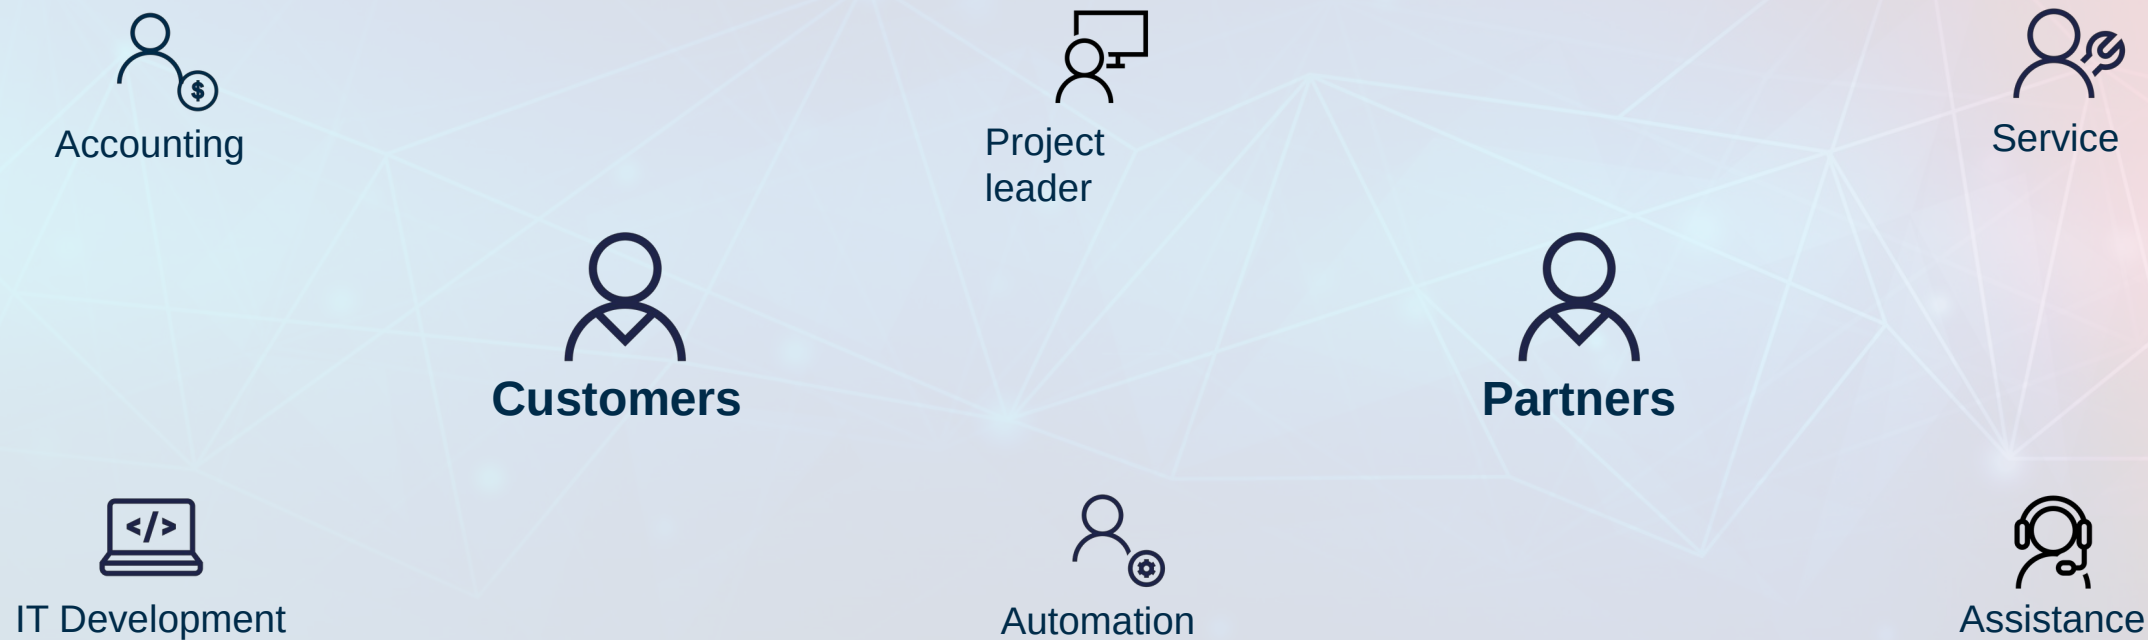 $
Accounting
Project
leader
Service
Customers
Partners
</>
IT Development
Automation
Assistance